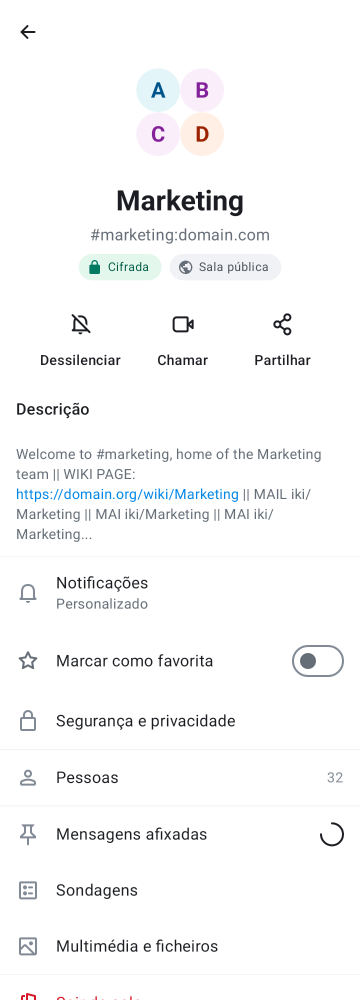 A B
C D
Marketing
#marketing:domain.com
Cifrada Sala pública
Dessilenciar Chamar Partilhar
Descrição
Welcome to #marketing, home of the Marketing
team || WIKI PAGE:
https://domain.org/wiki/Marketing || MAIL iki/
Marketing || MAI iki/Marketing || MAI iki/
Marketing...
Notificações
Personalizado
Marcar como favorita
Segurança e privacidade
Pessoas 32
Mensagens afixadas
Sondagens
Multimédia e ficheiros